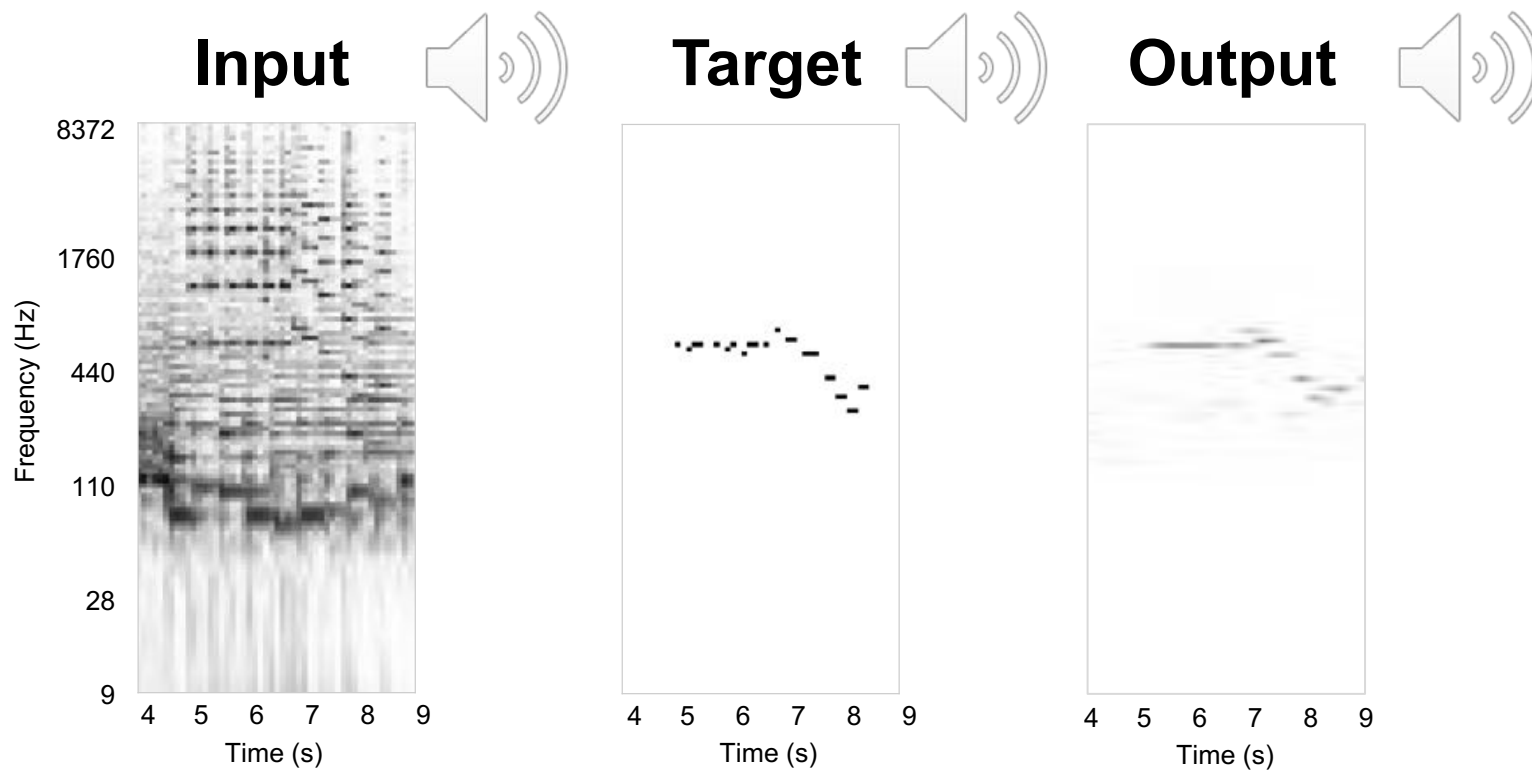 Input
Target
Output
Frequency (Hz)
8372
1760
440
110
28
9
4 5 6 7 8 9
Time (s)
4 5 6 7 8 9
Time (s)
4 5 6 7 8 9
Time (s)